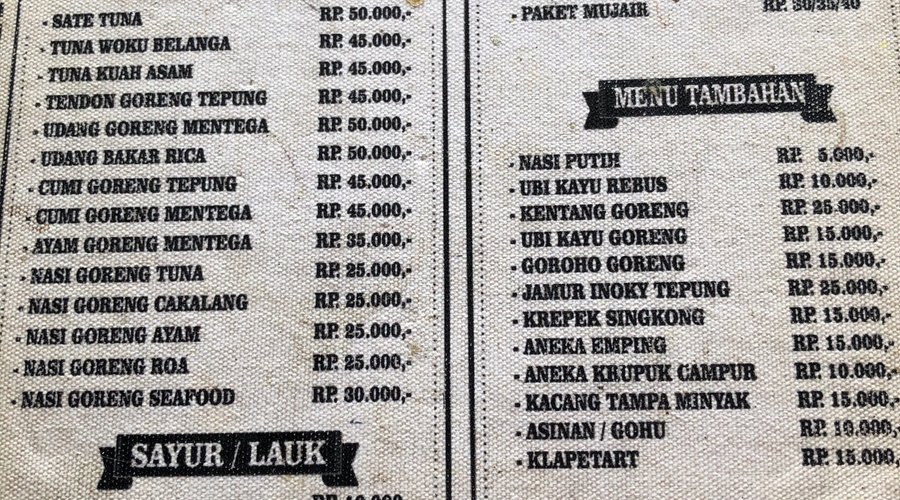 - SATE TUNA RP. 50.000,-
- TUNA WOKU BELANGA RP. 45.000,-
- TUNA KUAH ASAM RP. 45.000,-
- TENDON GORENG TEPUNG RP. 45.000,-
- UDANG GORENG MENTEGA RP. 50.000,-
- UDANG BAKAR RICA RP. 50.000,-
- CUMI GORENG TEPUNG RP. 45.000,-
- CUMI GORENG MENTEGA RP. 45.000,-
- AYAM GORENG MENTEGA RP. 35.000,-
- NASI GORENG TUNA RP. 25.000,-
- NASI GORENG CAKALANG RP. 25.000,-
- NASI GORENG AYAM RP. 25.000,-
- NASI GORENG ROA RP. 25.000,-
- NASI GORENG SEAFOOD RP. 30.000,-
SAYUR / LAUK
- PAKET MUJAIR RP. 30/35/40
MENU TAMBAHAN
- NASI PUTIH RP. 5.000,-
- UBI KAYU REBUS RP. 10.000,-
- KENTANG GORENG RP. 25.000,-
- UBI KAYU GORENG RP. 15.000,-
- GOROHO GORENG RP. 15.000,-
- JAMUR INOKY TEPUNG RP. 25.000,-
- KREPEK SINGKONG RP. 15.000,-
- ANEKA EMPING RP. 15.000,-
- ANEKA KRUPUK CAMPUR RP. 10.000,-
- KACANG TAMPA MINYAK RP. 15.000,-
- ASINAN / GOHU RP. 10.000,-
- KLAPETART RP. 15.000,-